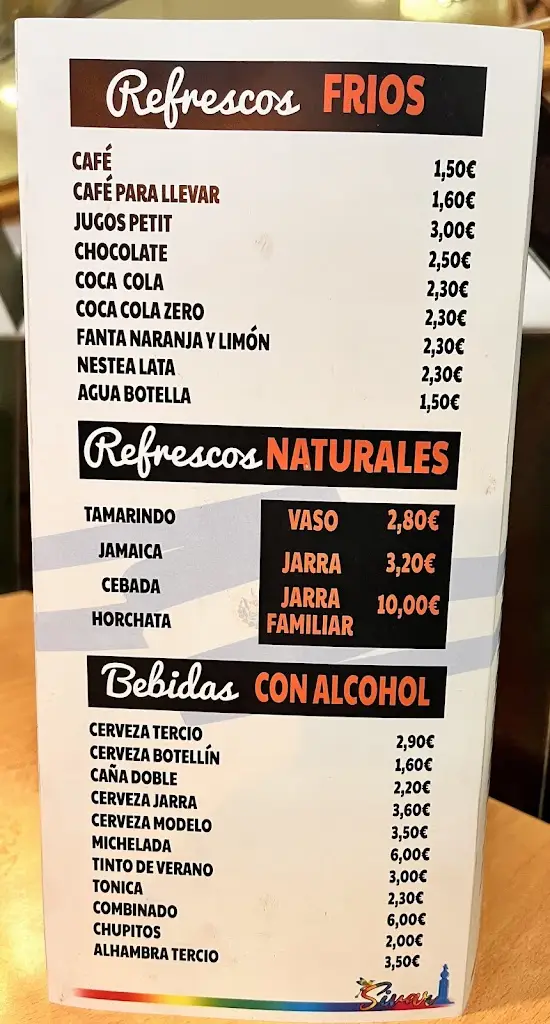 Refrescos FRIOS
CAFÉ 1,50€
CAFÉ PARA LLEVAR 1,60€
JUGOS PETIT 3,00€
CHOCOLATE 2,50€
COCA COLA 2,30€
COCA COLA ZERO 2,30€
FANTA NARANJA Y LIMÓN 2,30€
NESTEA LATA 2,30€
AGUA BOTELLA 1,50€
Refrescos NATURALES
TAMARINDO
JAMAICA
CEBADA
HORCHATA
VASO 2,80€
JARRA 3,20€
JARRA
FAMILIAR 10,00€
Bebidas CON ALCOHOL
CERVEZA TERCIO 2,90€
CERVEZA BOTELLÍN 1,60€
CAÑA DOBLE 2,20€
CERVEZA JARRA 3,60€
CERVEZA MODELO 3,50€
MICHELADA 6,00€
TINTO DE VERANO 3,00€
TONICA 2,30€
COMBINADO 6,00€
CHUPITOS 2,00€
ALHAMBRA TERCIO 3,50€
Sivar